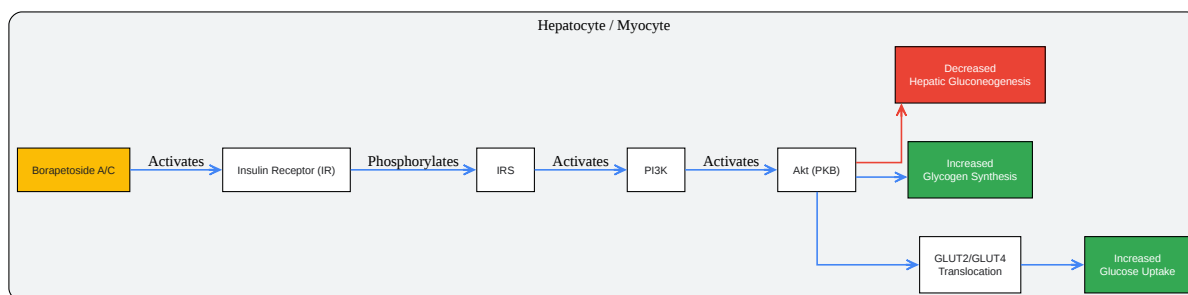 Hepatocyte / Myocyte
Decreased
Hepatic Gluconeogenesis
Borapetoside A/C
Activates
Insulin Receptor (IR)
Phosphorylates
IRS
Activates
PI3K
Activates
Akt (PKB)
Increased
Glycogen Synthesis
GLUT2/GLUT4
Translocation
Increased
Glucose Uptake